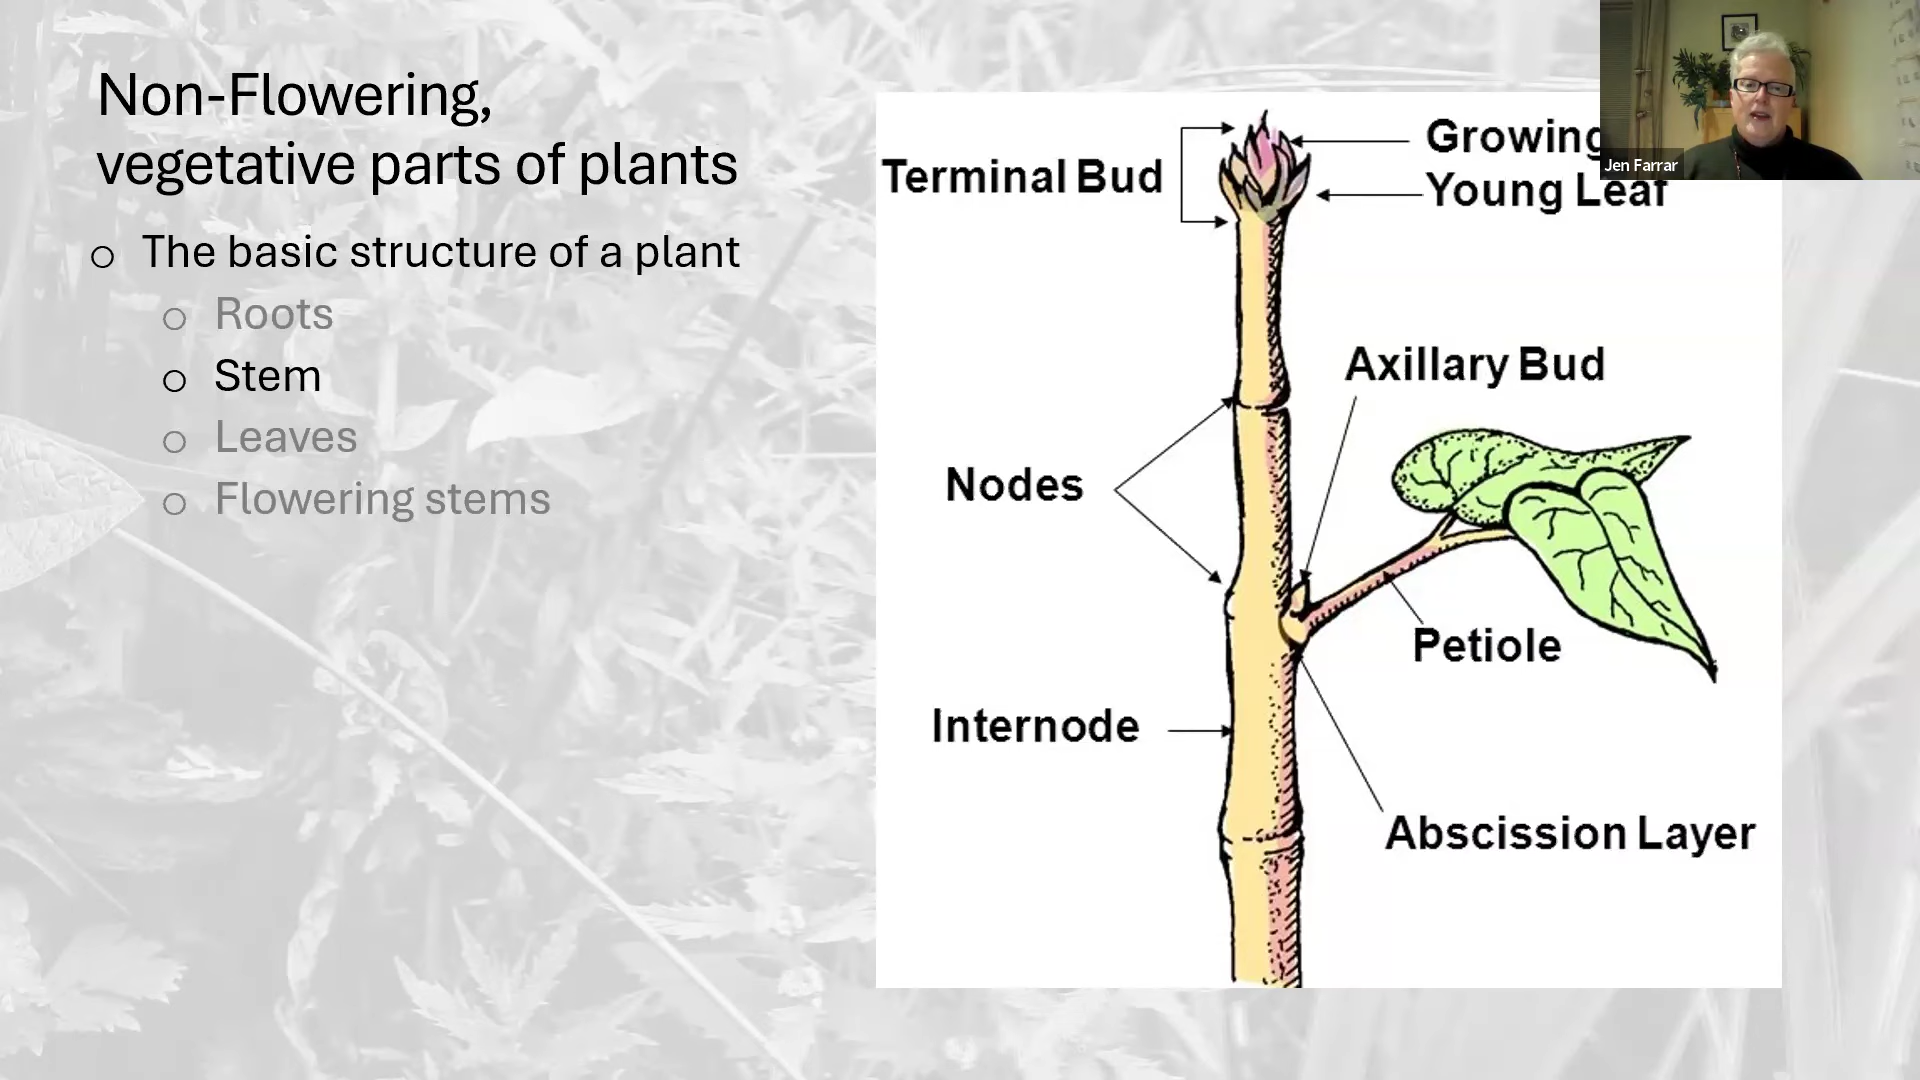 Non-Flowering,
vegetative parts of plants
○ The basic structure of a plant
○ Roots
○ Stem
○ Leaves
○ Flowering stems
Terminal Bud
Growing
Young Leaf
Axillary Bud
Nodes
Petiole
Internode
Abscission Layer
Jen Farrar